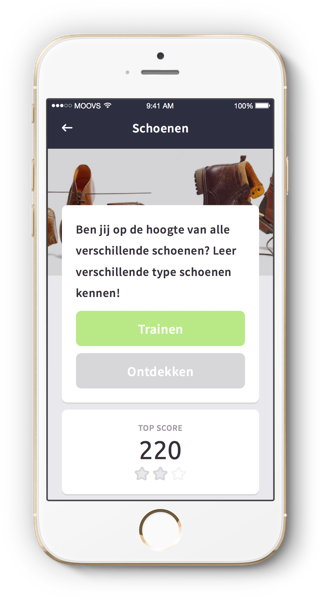 MOOVS 9:41 AM 100%
Schoenen
Ben jij op de hoogte van alle
verschillende schoenen? Leer
verschillende type schoenen
kennen!
Trainen
Ontdekken
TOP SCORE
220